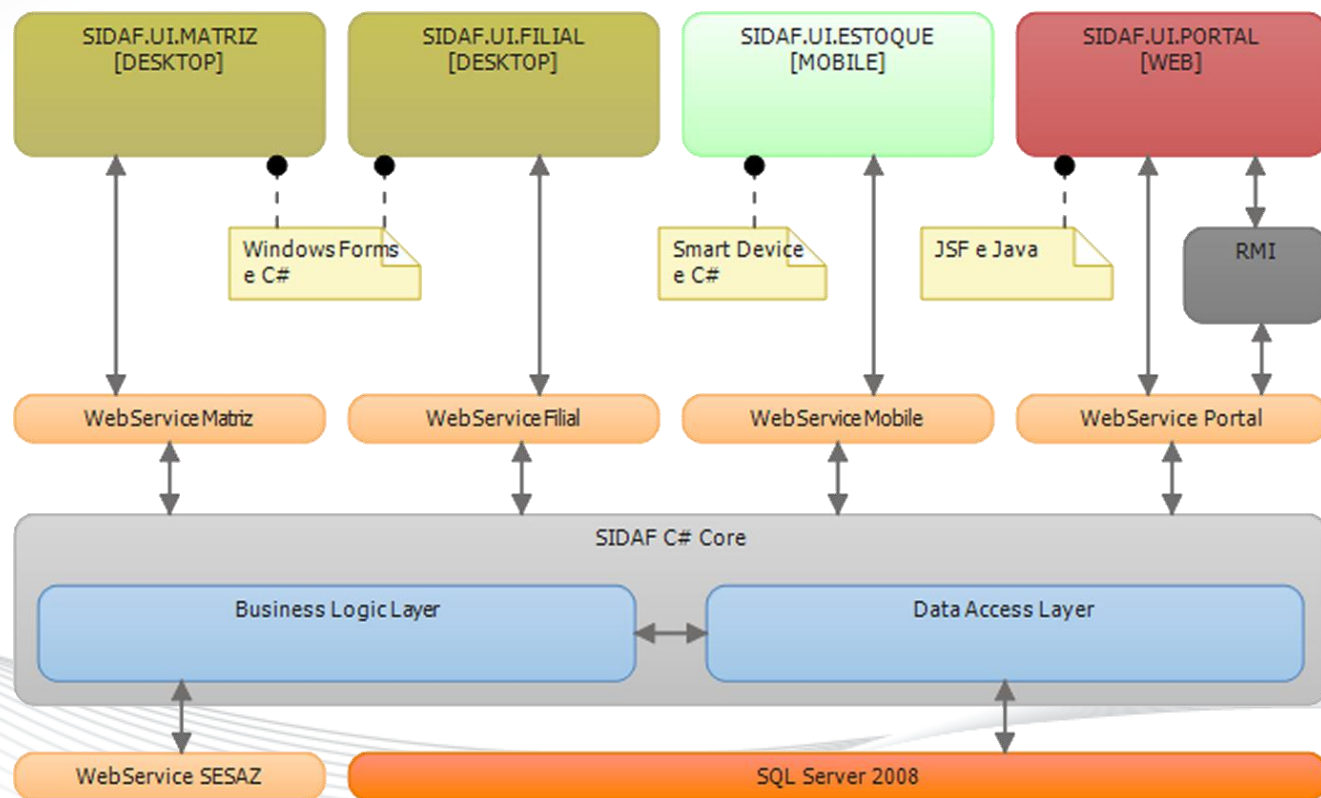 SIDAF.UI.MATRIZ
[DESKTOP]
SIDAF.UI.FILIAL
[DESKTOP]
SIDAF.UI.ESTOQUE
[MOBILE]
SIDAF.UI.PORTAL
[WEB]
Windows Forms
e C#
Smart Device
e C#
JSF e Java
RMI
WebServiceMatriz
WebServiceFilial
WebServiceMobile
WebService Portal
SIDAF C# Core
Business Logic Layer
Data Access Layer
WebService SESAZ
SQL Server 2008